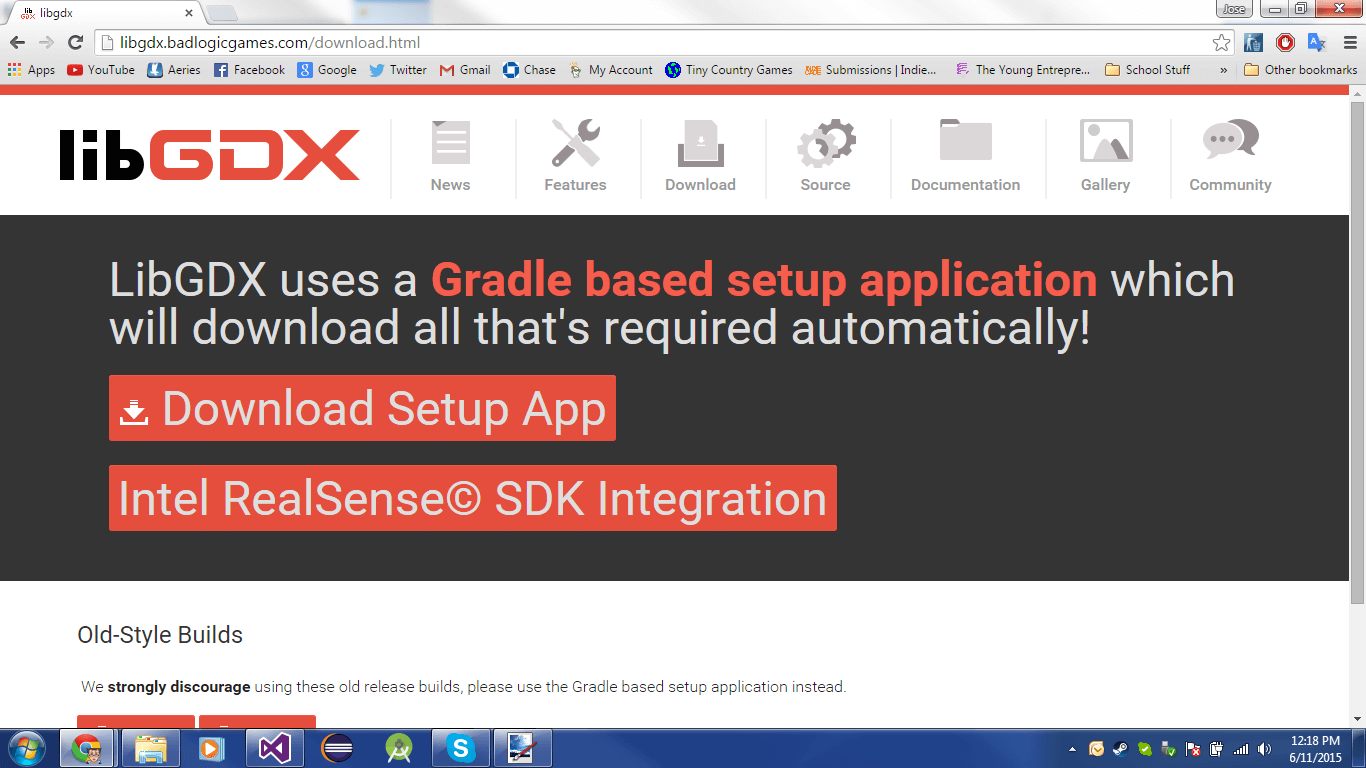 libgdx
Jose
libgdx.badlogicgames.com/download.html
Apps YouTube Aeries Facebook Google Twitter Gmail Chase My Account Tiny Country Games Submissions | Indie... The Young Entrepre... School Stuff » Other bookmarks
libGDX
News Features Download Source Documentation Gallery Community
LibGDX uses a Gradle based setup application which
will download all that's required automatically!
Download Setup App
Intel RealSense© SDK Integration
Old-Style Builds
We strongly discourage using these old release builds, please use the Gradle based setup application instead.
12:18 PM
6/11/2015